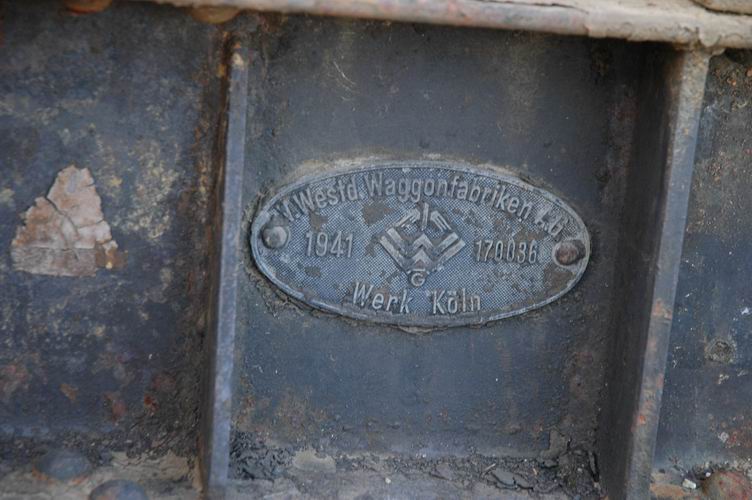 V. Westd. Waggonfabriken A.G.
1941
170036
G
Werk Köln